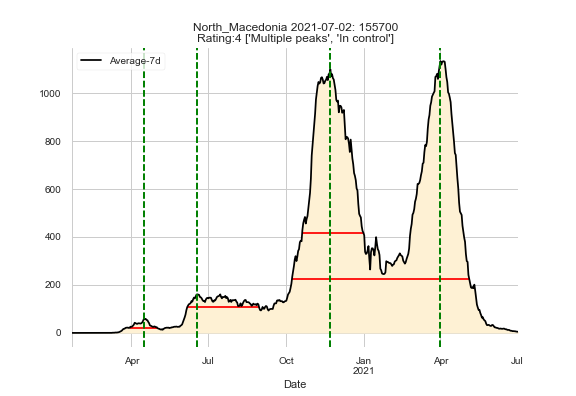 North_Macedonia 2021-07-02: 155700
Rating:4 ['Multiple peaks', 'In control']
Average-7d
1000
800
600
400
200
0
Apr Jul Oct Jan Apr Jul
2021
Date